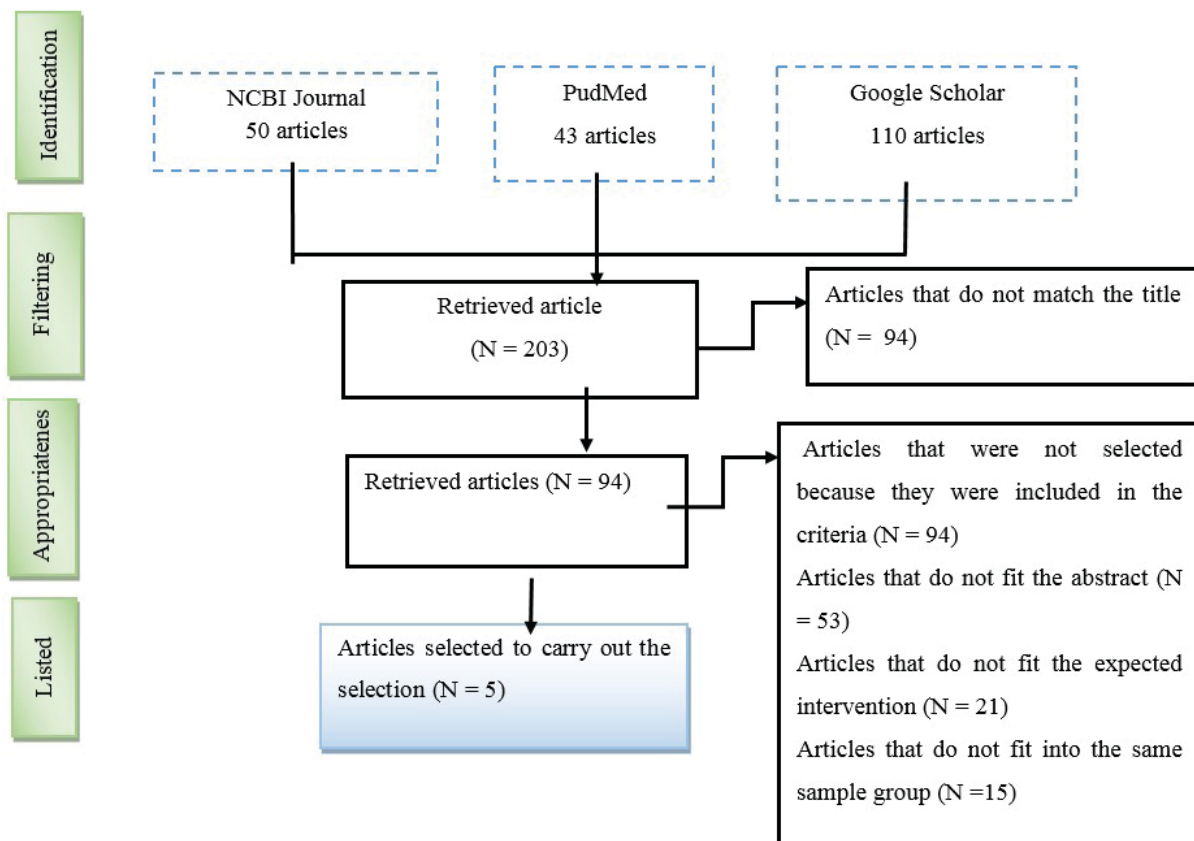 Identification
NCBI Journal
50 articles
PudMed
43 articles
Google Scholar
110 articles
Filtering
Retrieved article
(N = 203)
Articles that do not match the title
(N = 94)
Appropriatenes
Retrieved articles (N = 94)
Articles that were not selected
because they were included in the
criteria (N = 94)
Articles that do not fit the abstract (N
= 53)
Articles that do not fit the expected
intervention (N = 21)
Articles that do not fit into the same
sample group (N =15)
Listed
Articles selected to carry out the
selection (N = 5)